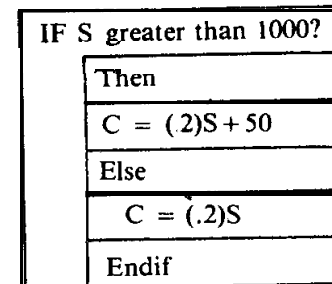 IF S greater than 1000?
Then
C = (.2)S + 50
Else
C = (.2)S
Endif